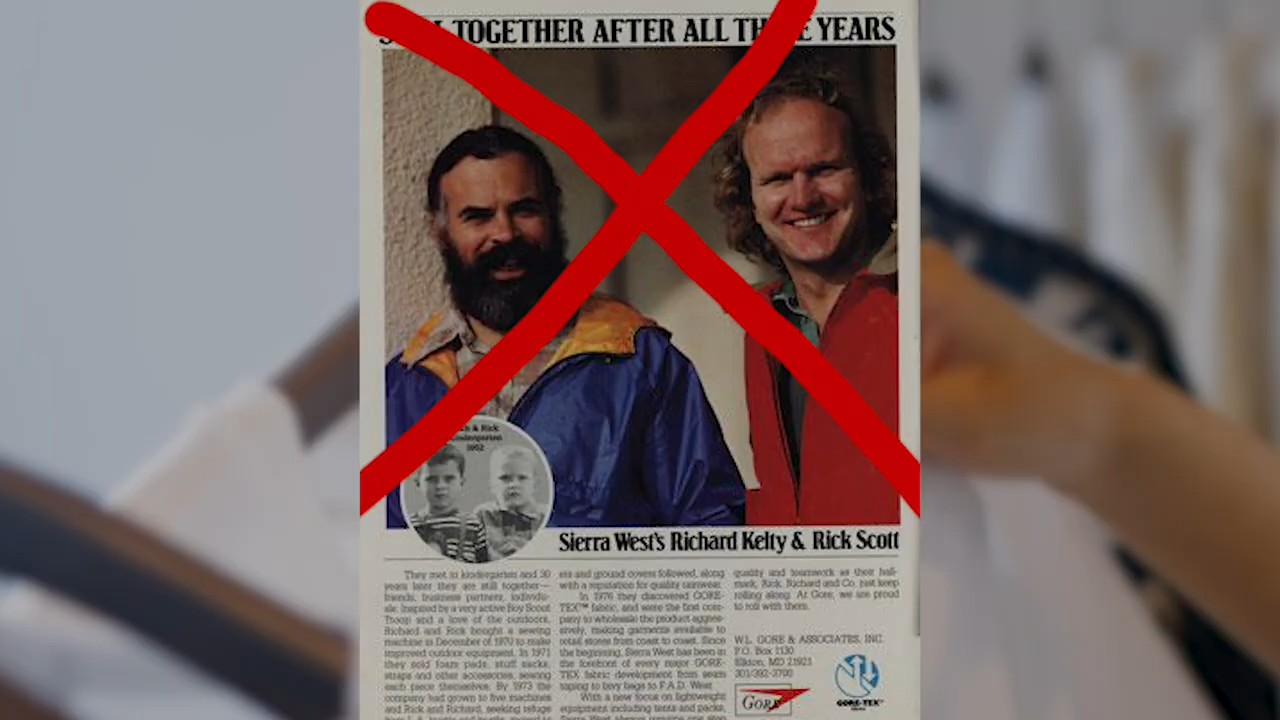 TOGETHER AFTER ALL YEARS
& Rick
1952
Sierra West's Richard Kelty & Rick Scott
They met in kindergarten and 30
years later they are still together—
friends, business partners, individu-
als. Inspired by a very active Boy Scout
Troop and a love of the outdoors,
Richard and Rick bought a sewing
machine in December of 1970 to make
improved outdoor equipment. In 1971
they sold foam pads, stuff sacks,
straps and other accessories, sewing
each piece themselves. By 1973 the
company had grown to five machines
and Rick and Richard, seeking refuge
ers and ground covers followed, along
with a reputation for quality rainwear.
In 1976 they discovered GORE-
TEX™ fabric, and were the first com-
pany to wholesale the product aggres-
sively, making garments available to
retail stores from coast to coast. Since
the beginning, Sierra West has been in
the forefront of every major GORE-
TEX fabric development from seam
taping to bivy bags to F.A.D. West.
With a new focus on lightweight
equipment including tents and packs,
quality and teamwork as their hall-
mark, Rick, Richard and Co. just keep
rolling along. At Gore, we are proud
to roll with them.
W.L. GORE & ASSOCIATES, INC.
P.O. Box 1130
Elkton, MD 21921
301/392-3700
GORE
GORE-TEX